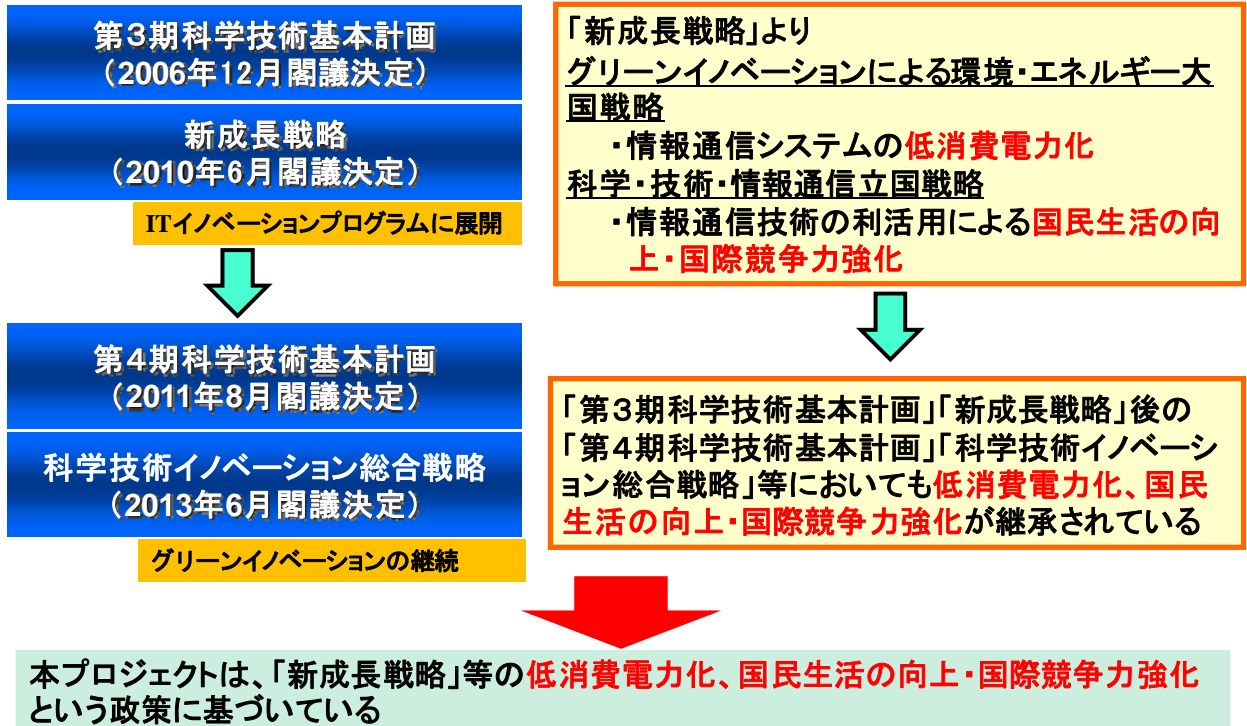 第3期科学技術基本計画
(2006年12月閣議決定)
新成長戦略
(2010年6月閣議決定)
ITイノベーションプログラムに展開
第4期科学技術基本計画
(2011年8月閣議決定)
科学技術イノベーション総合戦略
(2013年6月閣議決定)
グリーンイノベーションの継続
「新成長戦略」より
グリーンイノベーションによる環境・エネルギー大
国戦略
・情報通信システムの低消費電力化
科学・技術・情報通信立国戦略
・情報通信技術の利活用による国民生活の向
上・国際競争力強化
「第3期科学技術基本計画」「新成長戦略」後の
「第4期科学技術基本計画」「科学技術イノベーシ
ョン総合戦略」等においても低消費電力化、国民
生活の向上・国際競争力強化が継承されている
本プロジェクトは、「新成長戦略」等の低消費電力化、国民生活の向上・国際競争力強化
という政策に基づいている